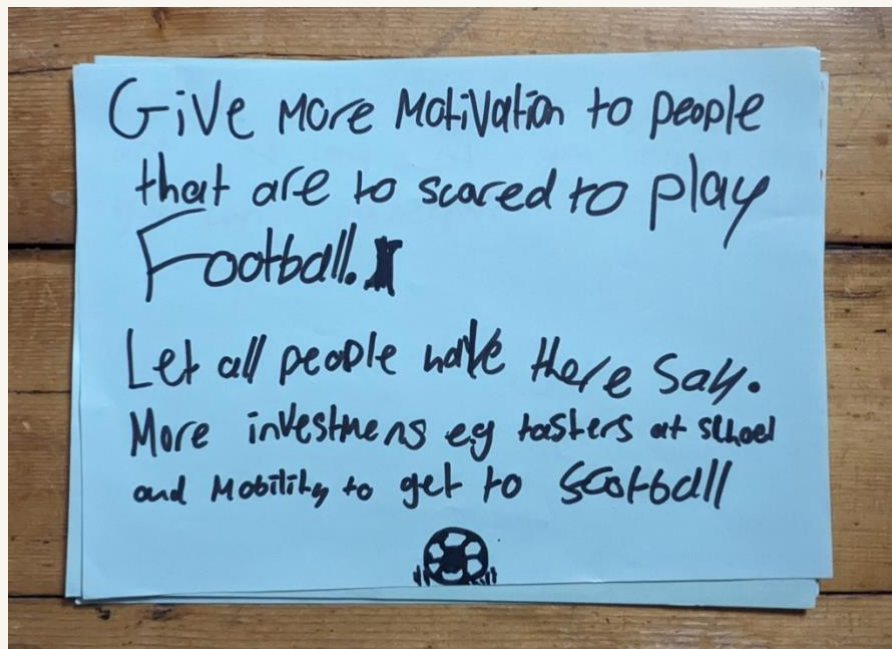 Give more motivation to people
that are to scared to play
Football.
Let all people have there say.
More investmens eg tasters at school
and mobility to get to scotball